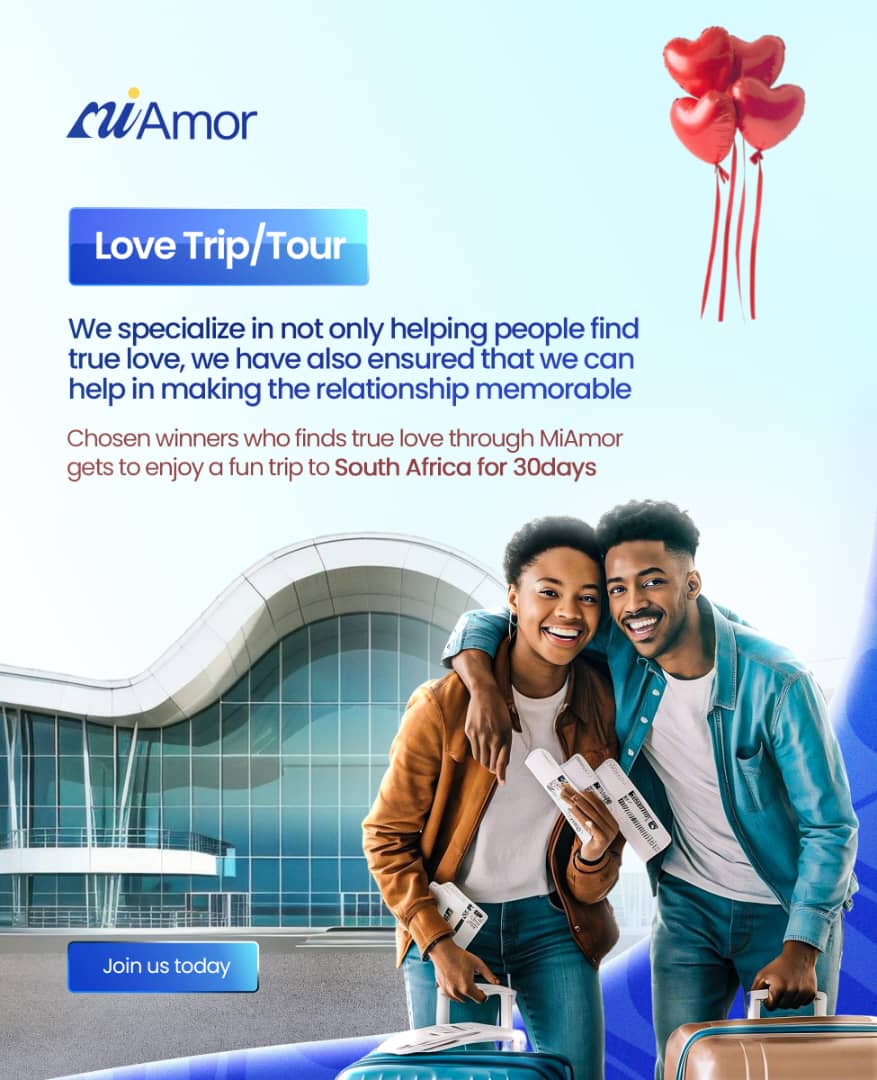 miAmor
Love Trip/Tour
We specialize in not only helping people find
true love, we have also ensured that we can
help in making the relationship memorable
Chosen winners who finds true love through MiAmor
gets to enjoy a fun trip to South Africa for 30days
Join us today